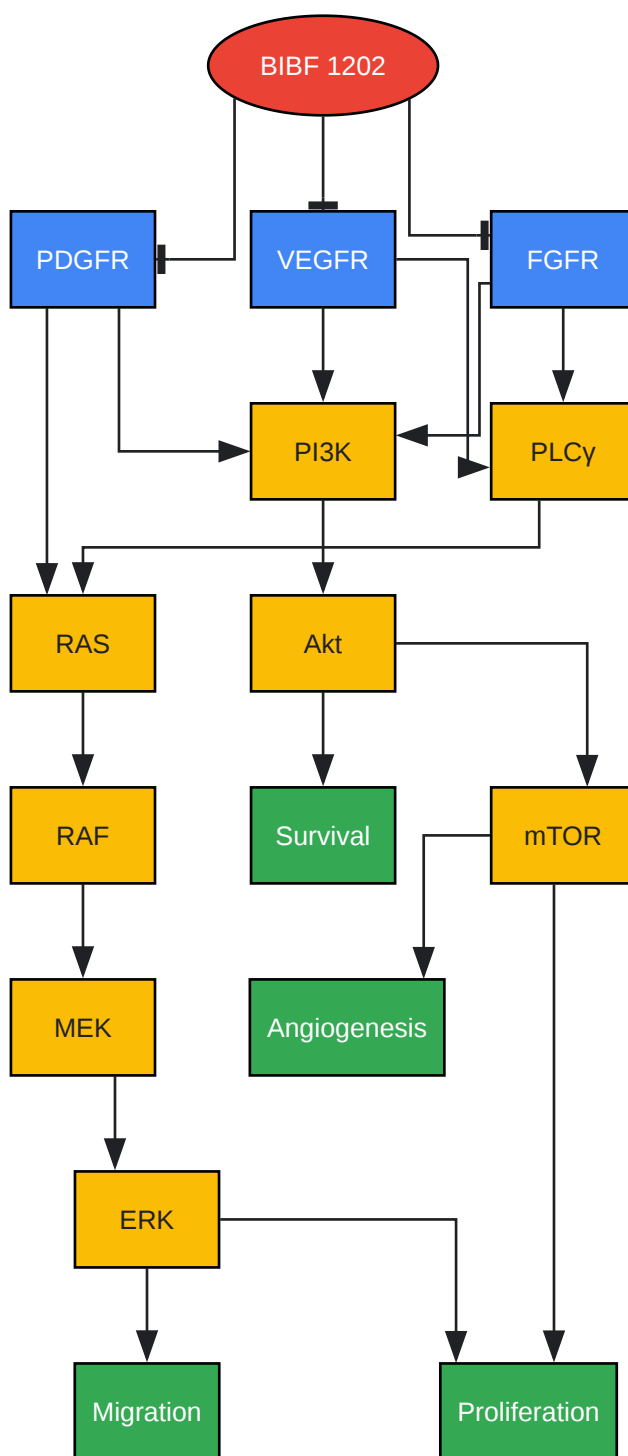 BIBF 1202
PDGFR
VEGFR
FGFR
PI3K
PLCγ
RAS
Akt
RAF
Survival
mTOR
MEK
Angiogenesis
ERK
Migration
Proliferation